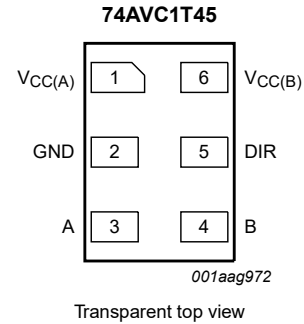 74AVC1T45
VCC(A) 1 6 VCC(B)
GND 2 5 DIR
A 3 4 B
001aag972
Transparent top view